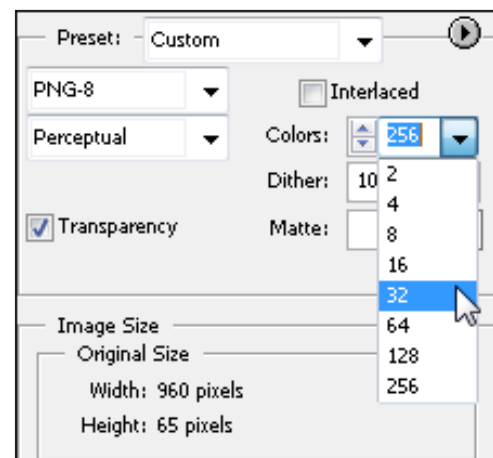 Preset: Custom
PNG-8 Interlaced
Perceptual Colors: 256
Dither: 10
Transparency Matte:
2
4
8
16
32
64
128
256
Image Size
Original Size
Width: 960 pixels
Height: 65 pixels